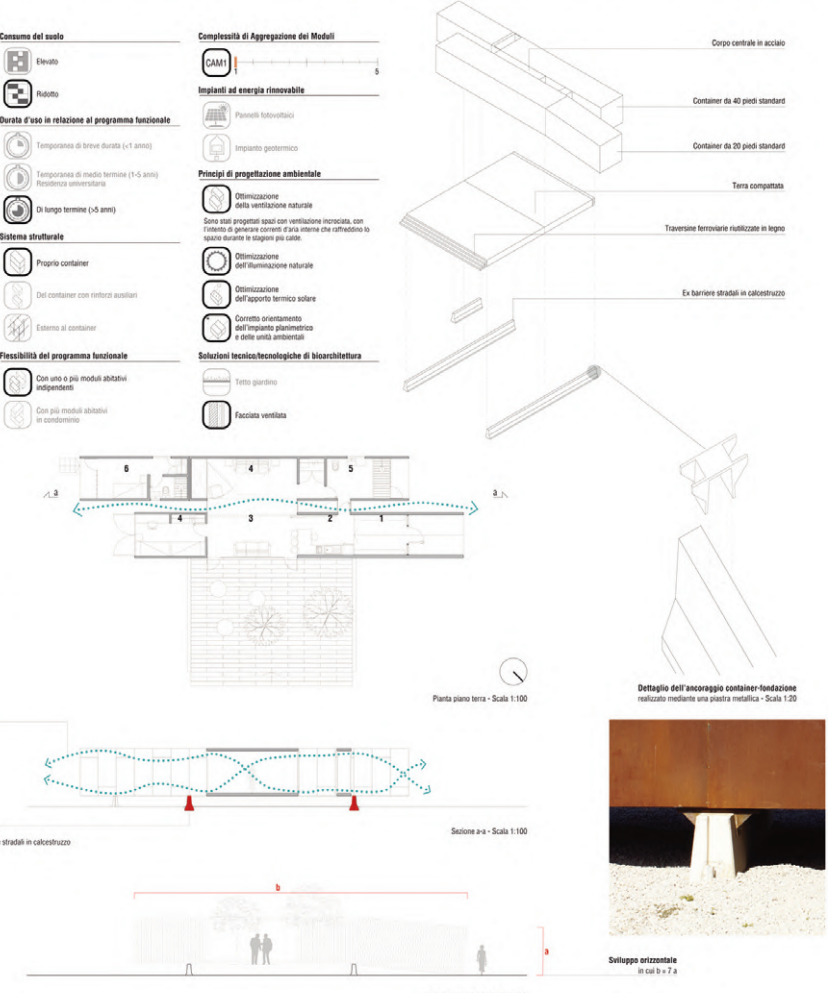 Consumo del suolo
Elevato
Ridotto
Durata d'uso in relazione al programma funzionale
Temporanea di breve durata (<1 anno)
Temporanea di medio termine (1-5 anni)
Residenza universitaria
Di lungo termine (>5 anni)
Sistema strutturale
Proprio container
Del container con rinforzi ausiliari
Esterno al container
Flessibilità del programma funzionale
Con uno o più moduli abitativi
indipendenti
Con più moduli abitativi
in condominio
Complessità di Aggregazione dei Moduli
CAM1
1
5
Impianti ad energia rinnovabile
Pannelli fotovoltaici
Impianto geotermico
Principi di progettazione ambientale
Ottimizzazione
della ventilazione naturale
Sono stati progettati spazi con ventilazione incrociata, con
l'intento di generare correnti d'aria interne che raffreddino lo
spazio durante le stagioni più calde.
Ottimizzazione
dell'illuminazione naturale
Ottimizzazione
dell'apporto termico solare
Corretto orientamento
dell'impianto planimetrico
e delle unità ambientali
Soluzioni tecnico/tecnologiche di bioarchitettura
Tetto giardino
Facciata ventilata
Corpo centrale in acciaio
Container da 40 piedi standard
Container da 20 piedi standard
Terra compattata
Traversine ferroviarie riutilizzate in legno
Ex barriere stradali in calcestruzzo
6
4
5
a
a
4
3
2
1
Pianta piano terra - Scala 1:100
Dettaglio dell'ancoraggio container-fondazione
realizzato mediante una piastra metallica - Scala 1:20
Sezione a-a - Scala 1:100
stradali in calcestruzzo
b
a
Sviluppo orizzontale
in cui b = 7 a